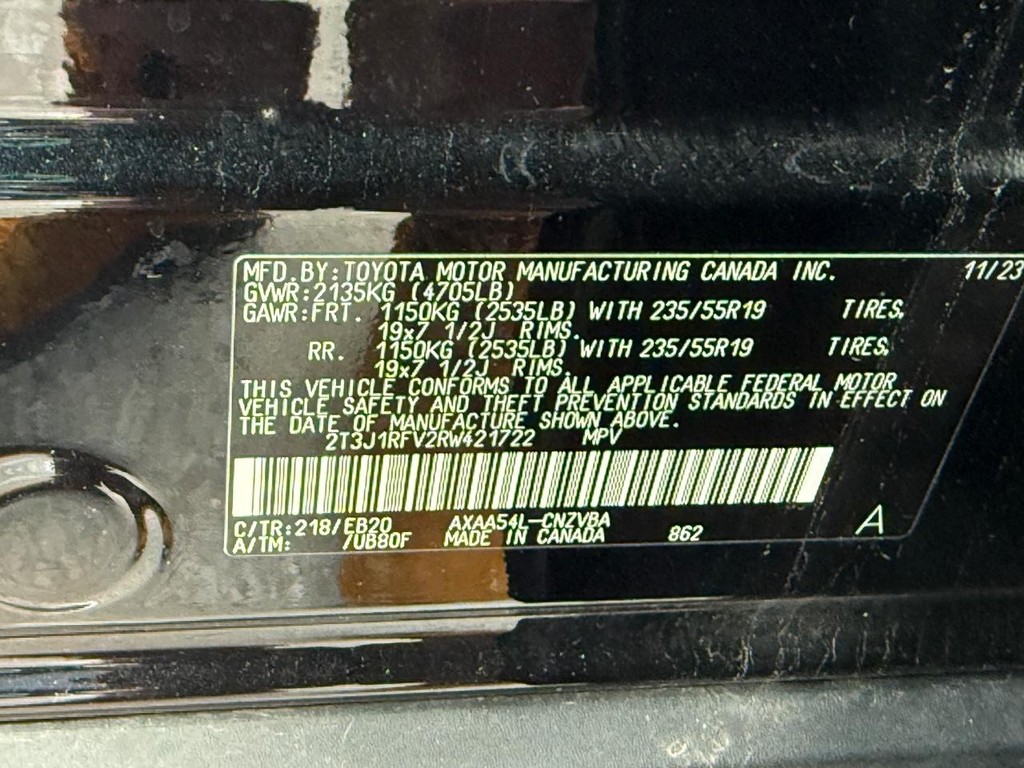 MFD.BY:TOYOTA MOTOR MANUFACTURING CANADA INC. 11/23
GVWR:2135KG (4705LB)
GAWR:FRT. 1150KG (2535LB) WITH 235/55R19 TIRES,
19x7 1/2J RIMS.
RR. 1150KG (2535LB) WITH 235/55R19 TIRES,
19x7 1/2J RIMS.
THIS VEHICLE CONFORMS TO ALL APPLICABLE FEDERAL MOTOR
VEHICLE SAFETY AND THEFT PREVENTION STANDARDS IN EFFECT ON
THE DATE OF MANUFACTURE SHOWN ABOVE.
2T3J1RFV2RW421722 MPV
C/TR:218/EB20 AXAA54L-CNZVBA
A/TM: /UB80F MADE IN CANADA 862 A